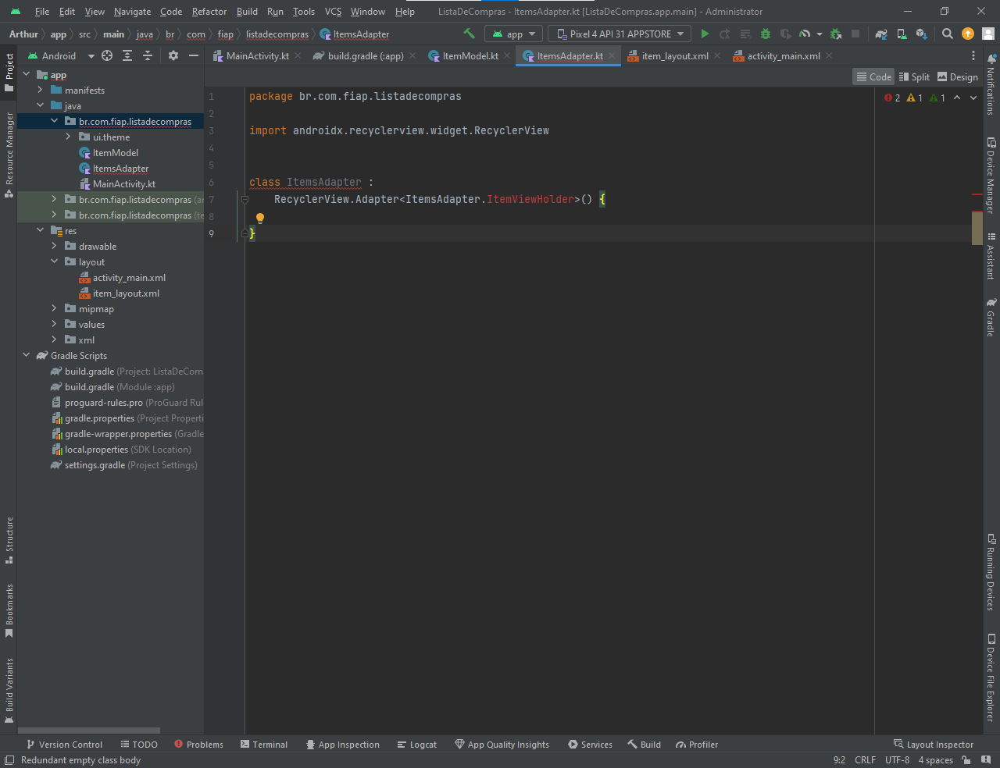 File Edit View Navigate Code Refactor Build Run Tools VCS Window Help ListaDeCompras - ItemsAdapter.kt [ListaDeCompras.app.main] - Administrator
Arthur app src main java br com fiap listadecompras ItemsAdapter app Pixel 4 API 31 APPSTORE
Android MainActivity.kt build.gradle (:app) ItemModel.kt ItemsAdapter.kt item_layout.xml activity_main.xml
Code Split Design
Project
Resource Manager
Structure
Bookmarks
Build Variants
app
manifests
java
br.com.fiap.listadecompras
ui.theme
ItemModel
ItemsAdapter
MainActivity.kt
br.com.fiap.listadecompras (ar
br.com.fiap.listadecompras (te
res
drawable
layout
activity_main.xml
item_layout.xml
mipmap
values
xml
Gradle Scripts
build.gradle (Project: ListaDeCom
build.gradle (Module :app)
proguard-rules.pro (ProGuard Rul
gradle.properties (Project Properti
gradle-wrapper.properties (Gradle
local.properties (SDK Location)
settings.gradle (Project Settings)
1 package br.com.fiap.listadecompras
2
3 import androidx.recyclerview.widget.RecyclerView
4
5
6 class ItemsAdapter :
7 RecyclerView.Adapter<ItemsAdapter.ItemViewHolder>() {
8
9 }
2 1 1
Notifications
Device Manager
Assistant
Gradle
Running Devices
Device File Explorer
Version Control TODO Problems Terminal App Inspection Logcat App Quality Insights Services Build Profiler Layout Inspector
Redundant empty class body 9:2 CRLF UTF-8 4 spaces